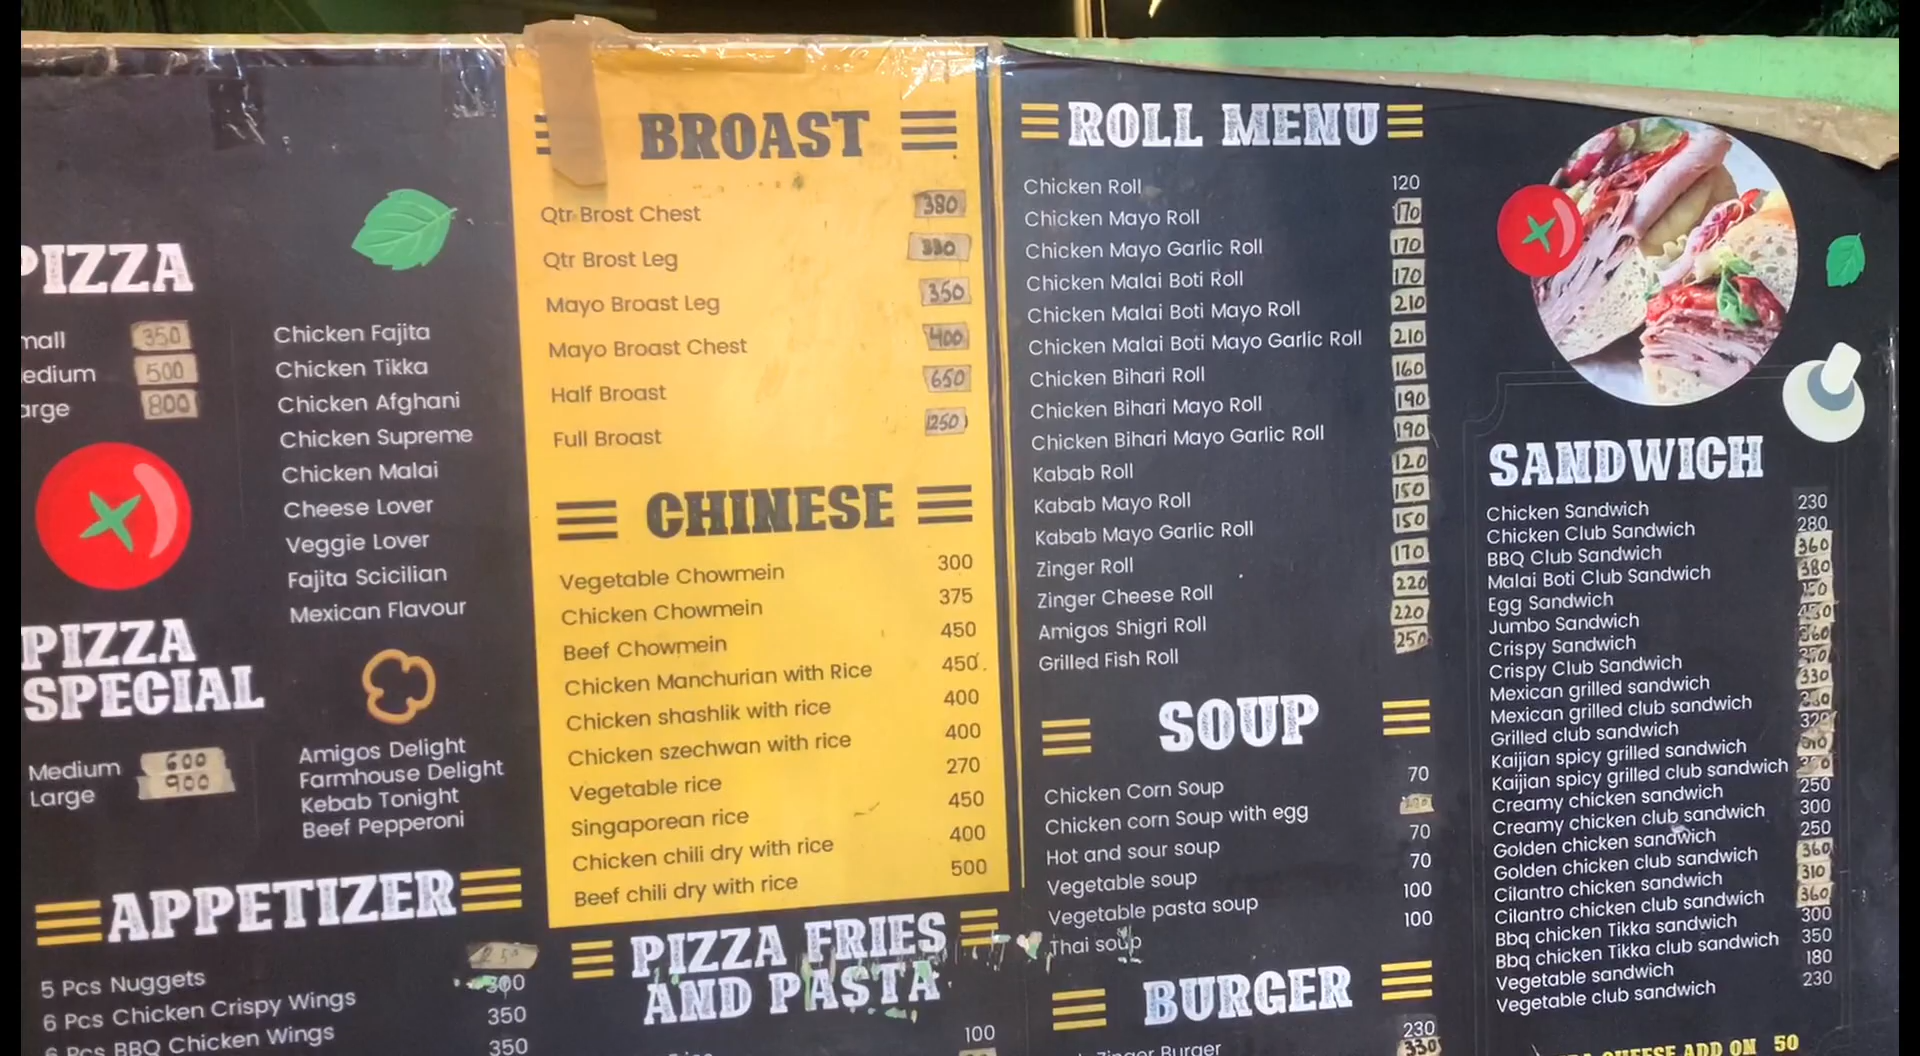 PIZZA
350
edium 500
arge 800
Chicken Fajita
Chicken Tikka
Chicken Afghani
Chicken Supreme
Chicken Malai
Cheese Lover
Veggie Lover
Fajita Scicilian
Mexican Flavour
PIZZA
SPECIAL
Medium 600
Large 900
Amigos Delight
Farmhouse Delight
Kebab Tonight
Beef Pepperoni
APPETIZER
5 Pcs Nuggets
6 Pcs Chicken Crispy Wings 350
6 Pcs BBQ Chicken Wings 350
BROAST
Qtr Brost Chest 380
Qtr Brost Leg 330
Mayo Broast Leg 350
Mayo Broast Chest 400
Half Broast 650
Full Broast 1250
CHINESE
Vegetable Chowmein 300
Chicken Chowmein 375
Beef Chowmein 450
Chicken Manchurian with Rice 450
Chicken shashlik with rice 400
Chicken szechwan with rice 400
Vegetable rice 270
Singaporean rice 450
Chicken chili dry with rice 400
Beef chili dry with rice 500
PIZZA FRIES
AND PASTA
100
ROLL MENU
Chicken Roll 120
Chicken Mayo Roll 170
Chicken Mayo Garlic Roll 170
Chicken Malai Boti Roll 170
Chicken Malai Boti Mayo Roll 210
Chicken Malai Boti Mayo Garlic Roll 210
Chicken Bihari Roll 160
Chicken Bihari Mayo Roll 190
Chicken Bihari Mayo Garlic Roll 190
Kabab Roll 120
Kabab Mayo Roll 150
Kabab Mayo Garlic Roll 150
Zinger Roll 170
Zinger Cheese Roll 220
Amigos Shigri Roll 220
Grilled Fish Roll 250
SOUP
Chicken Corn Soup 70
Chicken corn Soup with egg
Hot and sour soup 70
Vegetable soup 70
Vegetable pasta soup 100
Thai soup 100
BURGER
230
Zinger Burger 330
SANDWICH
Chicken Sandwich 230
Chicken Club Sandwich 280
BBQ Club Sandwich 360
Malai Boti Club Sandwich 380
Egg Sandwich
Jumbo Sandwich
Crispy Sandwich
Crispy Club Sandwich
Mexican grilled sandwich 330
Mexican grilled club sandwich
Grilled club sandwich 320
Kaijian spicy grilled sandwich
Kaijian spicy grilled club sandwich
Creamy chicken sandwich 250
Creamy chicken club sandwich 300
Golden chicken sandwich 250
Golden chicken club sandwich 360
Cilantro chicken sandwich 310
Cilantro chicken club sandwich 360
Bbq chicken Tikka sandwich 300
Bbq chicken Tikka club sandwich 350
Vegetable sandwich 180
Vegetable club sandwich 230
CHEESE ADD ON 50